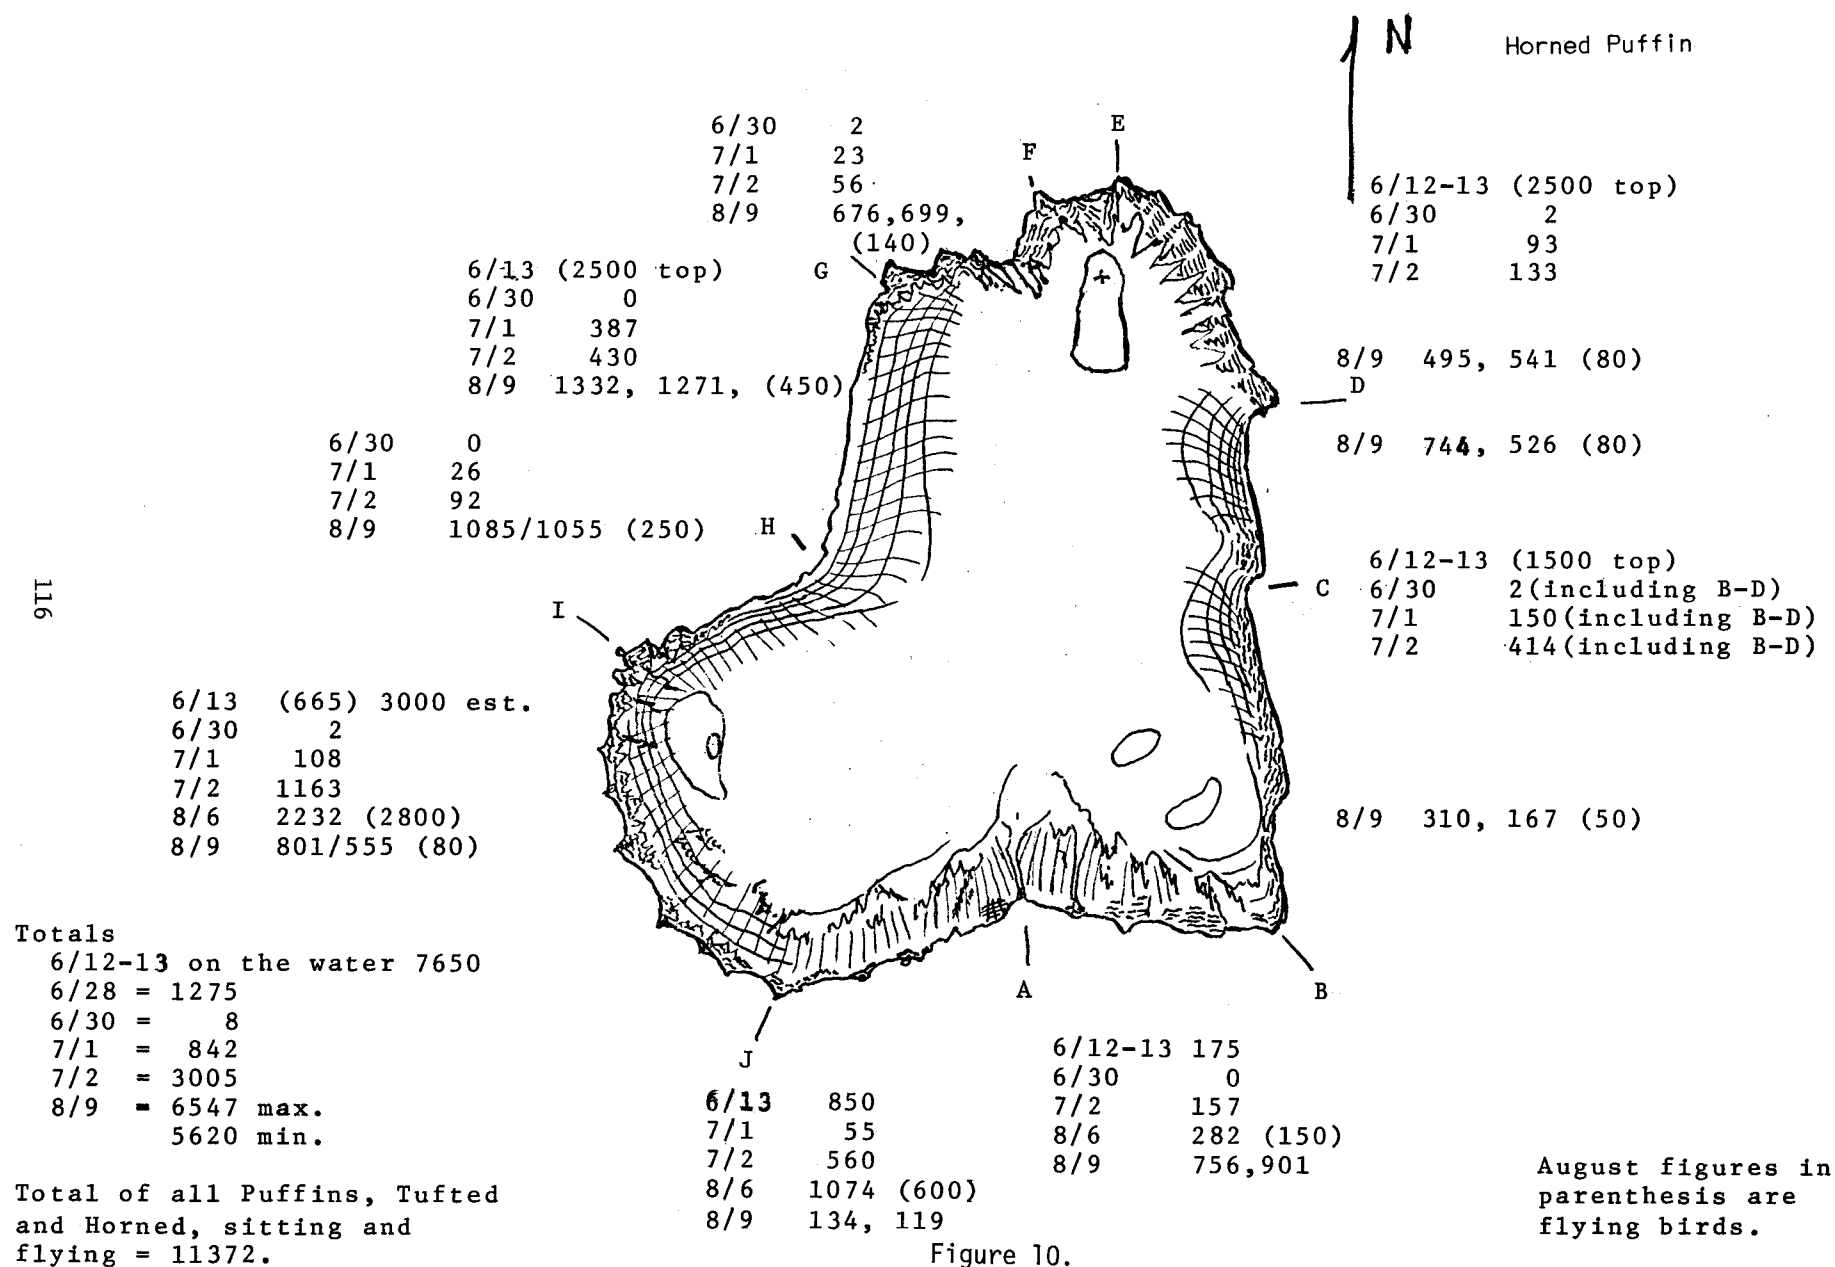 N
Horned Puffin
6/30 2
7/1 23
7/2 56
8/9 676,699,
(140)
E
F
G
6/12-13 (2500 top)
6/30 2
7/1 93
7/2 133
8/9 495, 541 (80)
D
8/9 744, 526 (80)
6/13 (2500 top)
6/30 0
7/1 387
7/2 430
8/9 1332, 1271, (450)
6/30 0
7/1 26
7/2 92
8/9 1085/1055 (250)
H
C
6/12-13 (1500 top)
6/30 2(including B-D)
7/1 150(including B-D)
7/2 414(including B-D)
116
I
6/13 (665) 3000 est.
6/30 2
7/1 108
7/2 1163
8/6 2232 (2800)
8/9 801/555 (80)
8/9 310, 167 (50)
Totals
6/12-13 on the water 7650
6/28 = 1275
6/30 = 8
7/1 = 842
7/2 = 3005
8/9 = 6547 max.
5620 min.
Total of all Puffins, Tufted
and Horned, sitting and
flying = 11372.
J
A
B
6/13 850
7/1 55
7/2 560
8/6 1074 (600)
8/9 134, 119
6/12-13 175
6/30 0
7/2 157
8/6 282 (150)
8/9 756,901
August figures in
parenthesis are
flying birds.
Figure 10.